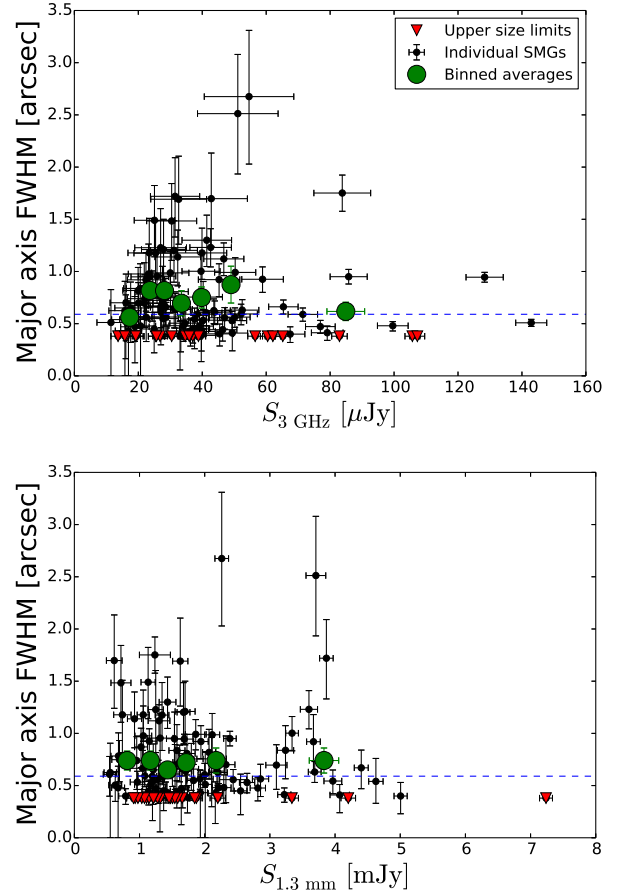 3.5
3.0
2.5
2.0
1.5
1.0
0.5
0.0
Major axis FWHM [arcsec]
Upper size limits
Individual SMGs
Binned averages
0 20 40 60 80 100 120 140 160
S3 GHz [μJy]
3.5
3.0
2.5
2.0
1.5
1.0
0.5
0.0
Major axis FWHM [arcsec]
0 1 2 3 4 5 6 7 8
S1.3 mm [mJy]